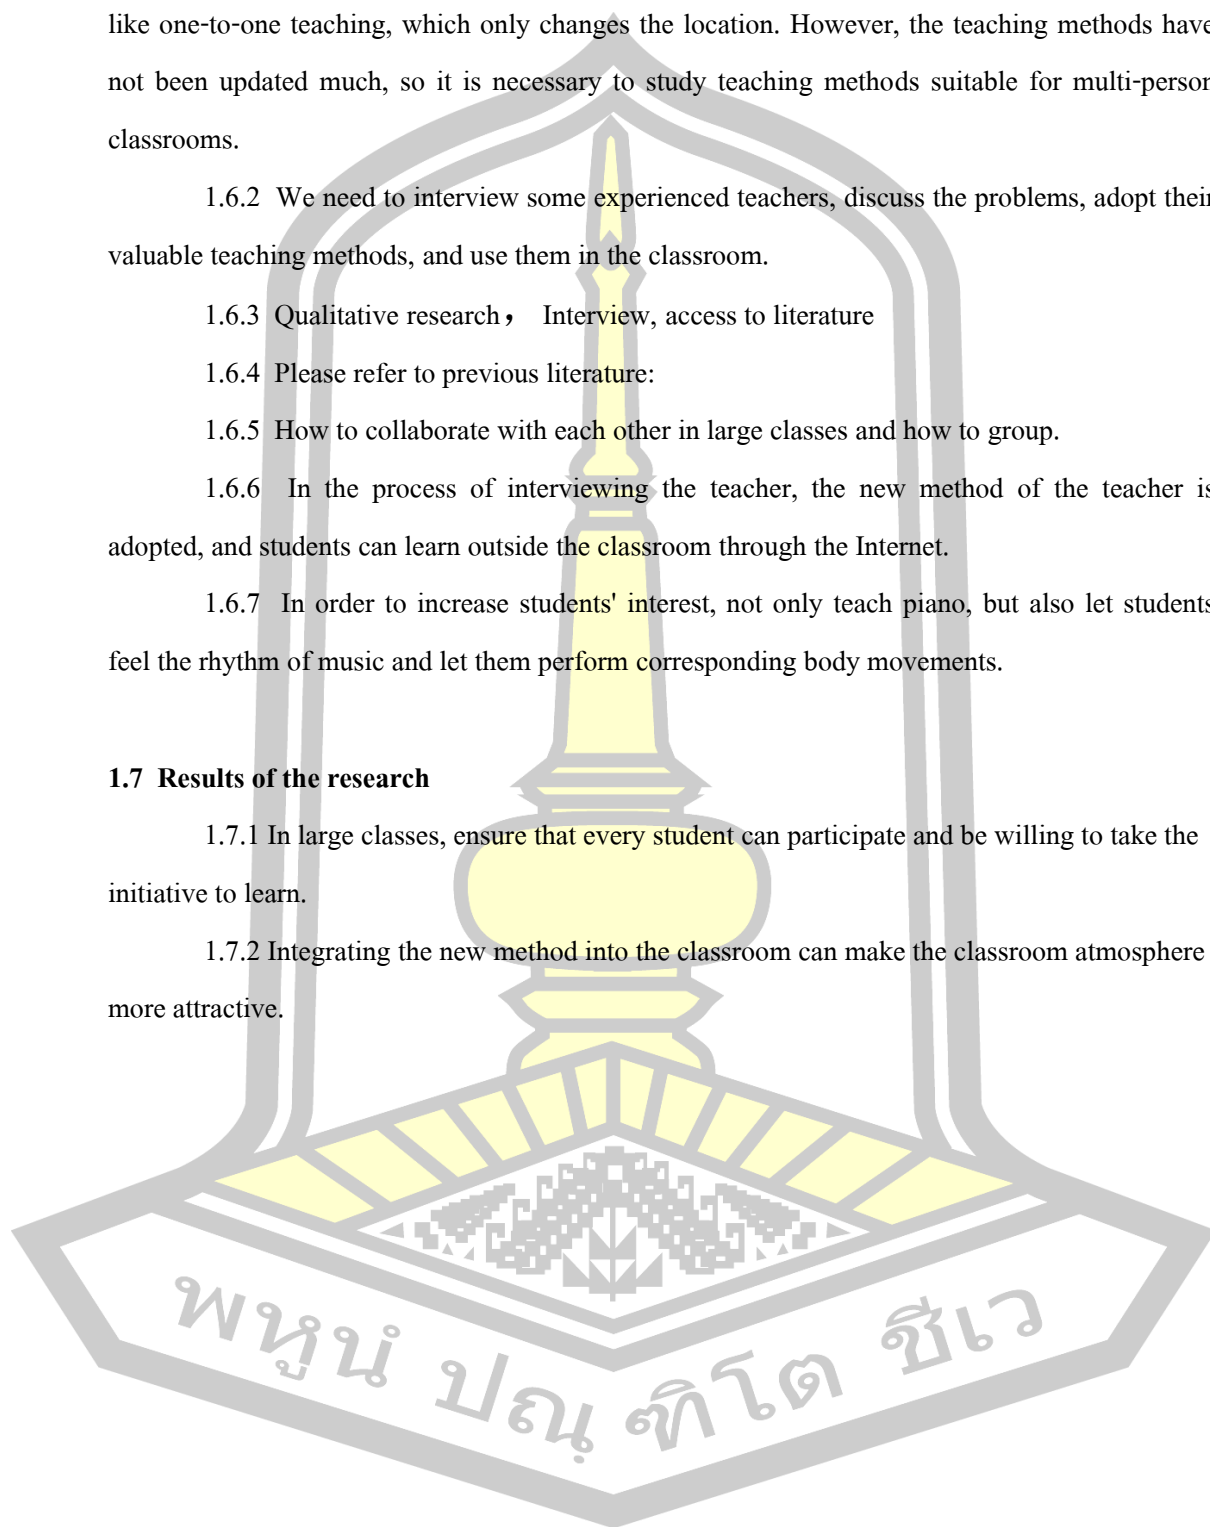 like one-to-one teaching, which only changes the location. However, the teaching methods have
not been updated much, so it is necessary to study teaching methods suitable for multi-person
classrooms.
1.6.2 We need to interview some experienced teachers, discuss the problems, adopt their
valuable teaching methods, and use them in the classroom.
1.6.3 Qualitative research， Interview, access to literature
1.6.4 Please refer to previous literature:
1.6.5 How to collaborate with each other in large classes and how to group.
1.6.6 In the process of interviewing the teacher, the new method of the teacher is
adopted, and students can learn outside the classroom through the Internet.
1.6.7 In order to increase students' interest, not only teach piano, but also let students
feel the rhythm of music and let them perform corresponding body movements.
1.7 Results of the research
1.7.1 In large classes, ensure that every student can participate and be willing to take the
initiative to learn.
1.7.2 Integrating the new method into the classroom can make the classroom atmosphere
more attractive.
พหูนํ ปณฺฑิโต ชีเว